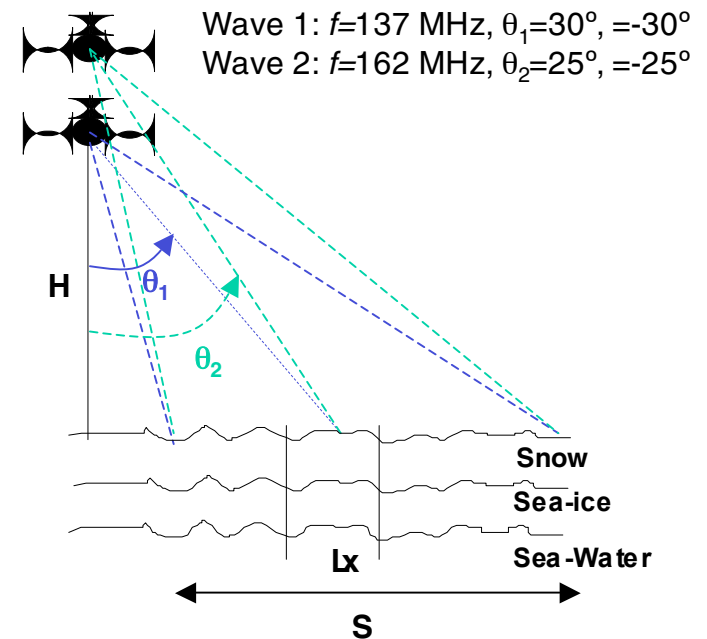 Wave 1: f=137 MHz, θ₁=30º, =-30º
Wave 2: f=162 MHz, θ₂=25º, =-25º
H
θ₁
θ₂
Snow
Sea-ice
Lx
Sea-Water
S